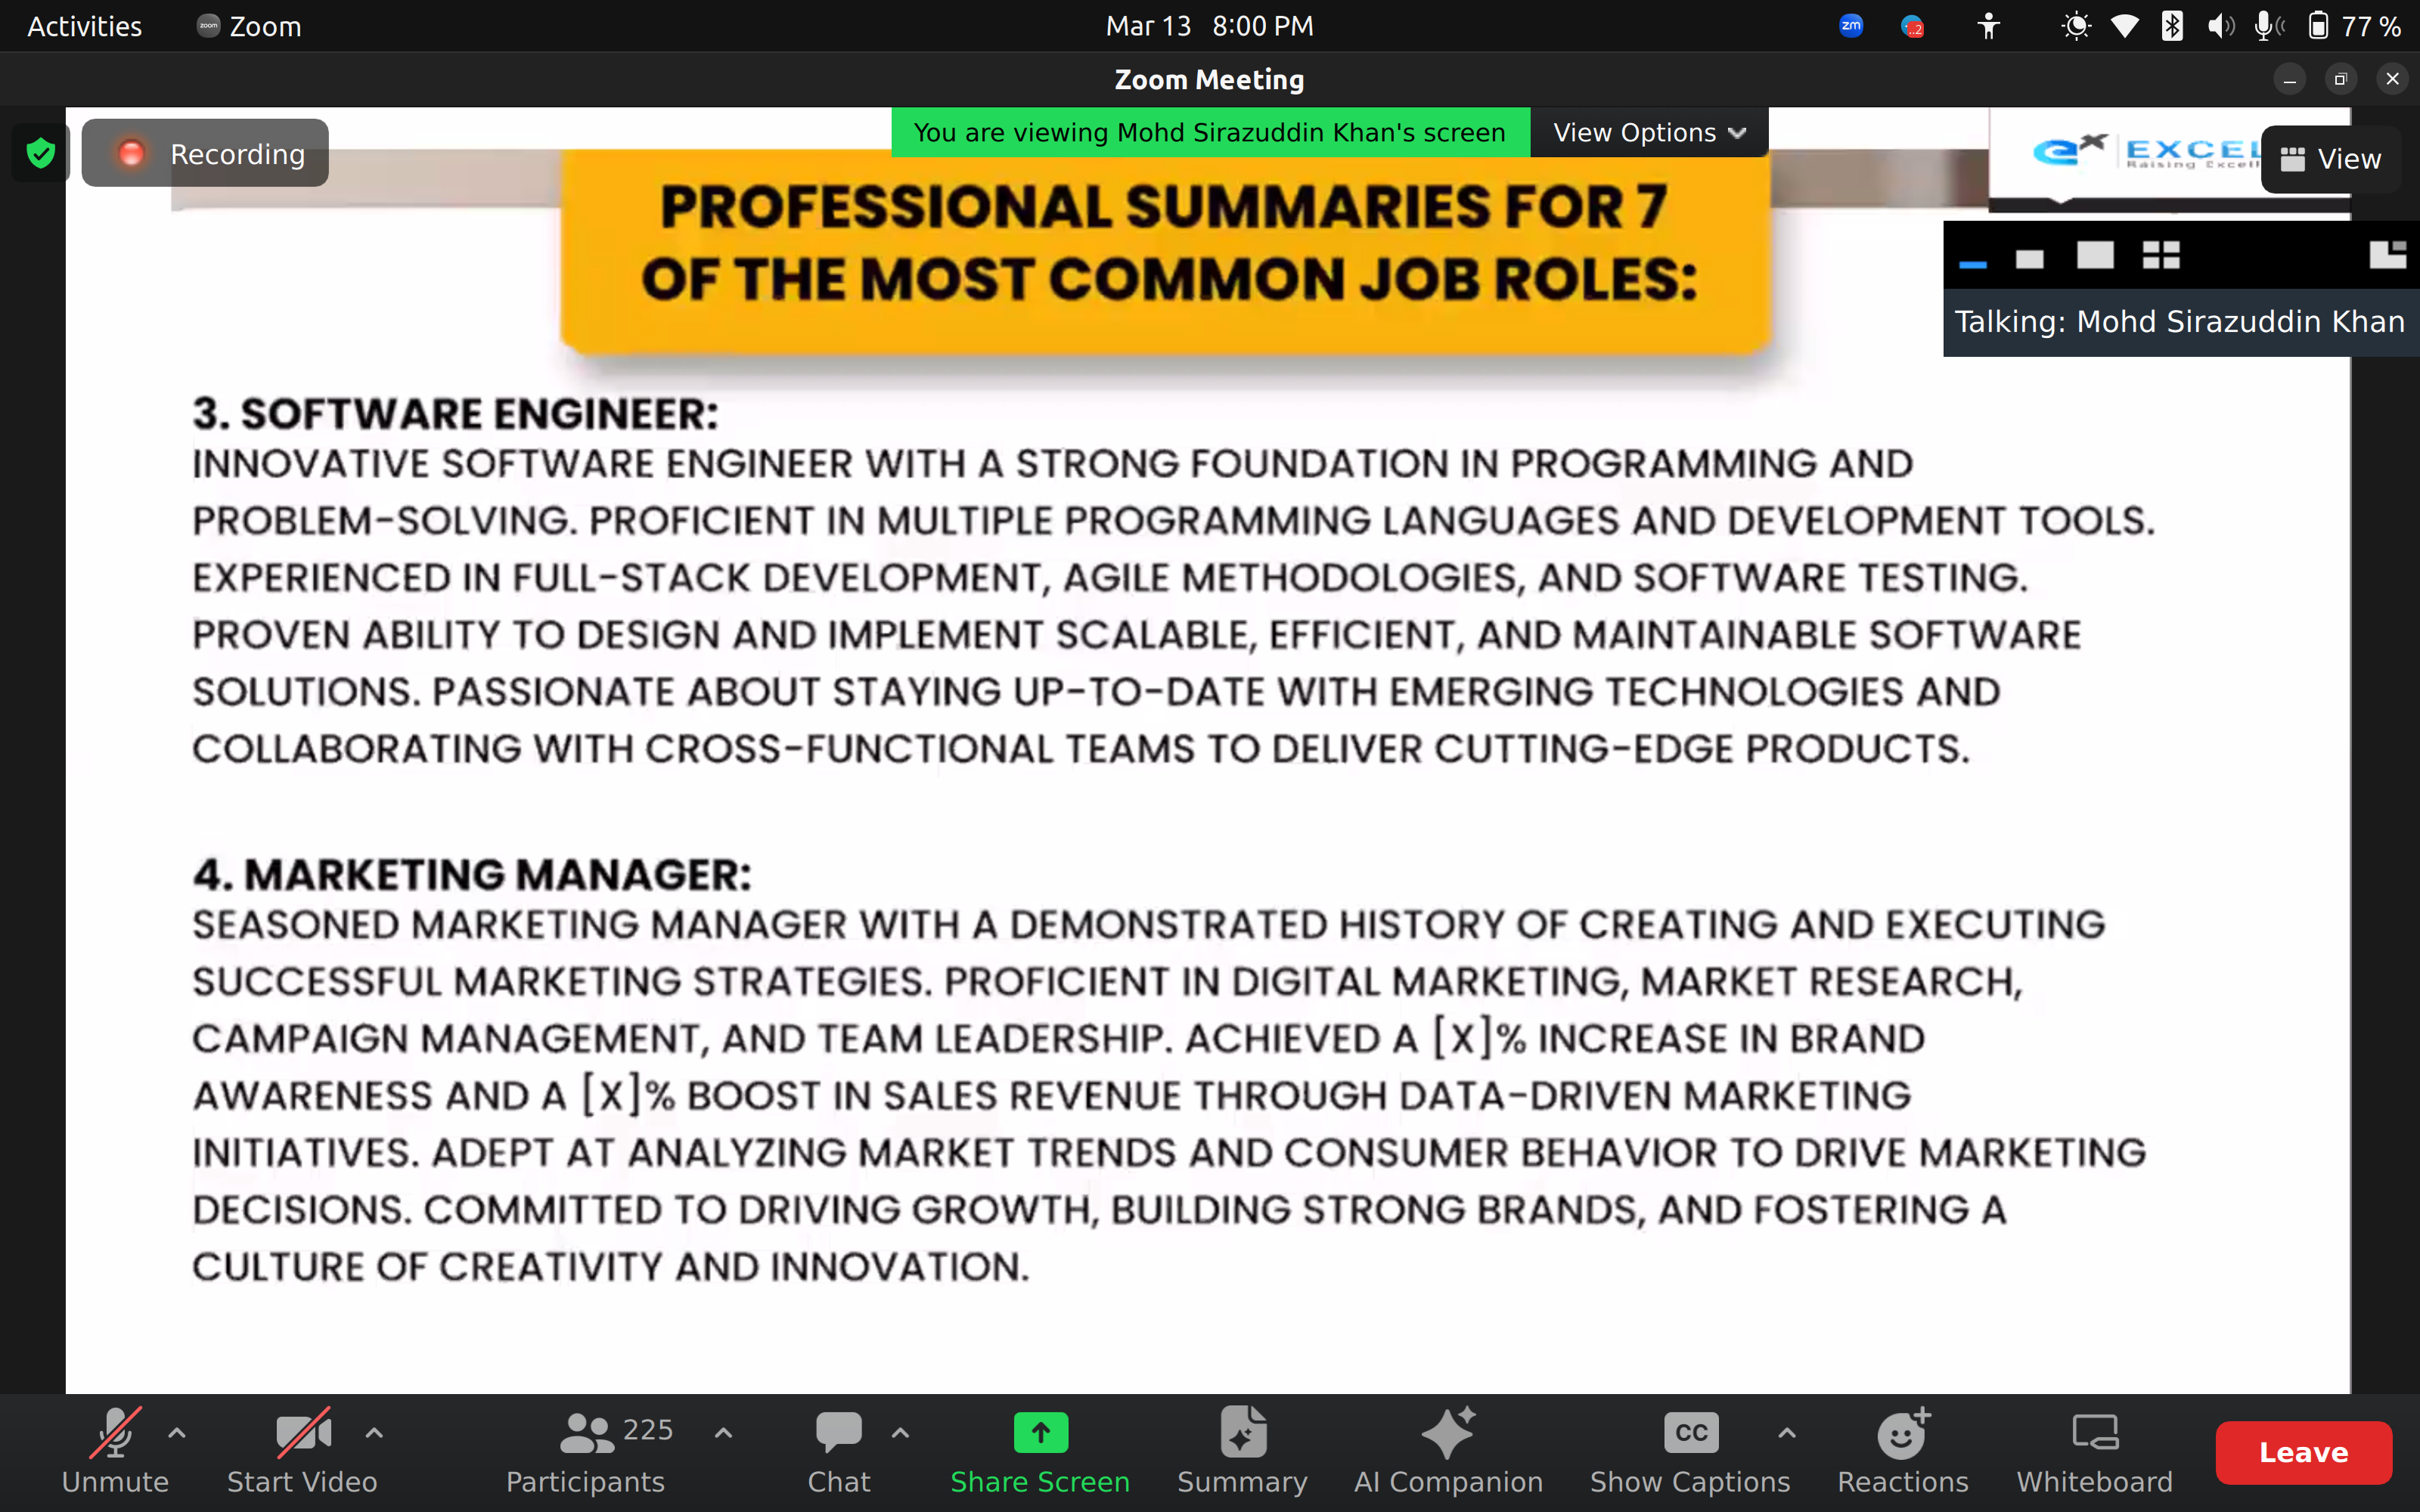 Activities
zoom
Zoom
Mar 13 8:00 PM
zm
..2
77 %
Zoom Meeting
Recording
You are viewing Mohd Sirazuddin Khan's screen
View Options
View
PROFESSIONAL SUMMARIES FOR 7
OF THE MOST COMMON JOB ROLES:
Talking: Mohd Sirazuddin Khan
3. SOFTWARE ENGINEER:
INNOVATIVE SOFTWARE ENGINEER WITH A STRONG FOUNDATION IN PROGRAMMING AND
PROBLEM-SOLVING. PROFICIENT IN MULTIPLE PROGRAMMING LANGUAGES AND DEVELOPMENT TOOLS.
EXPERIENCED IN FULL-STACK DEVELOPMENT, AGILE METHODOLOGIES, AND SOFTWARE TESTING.
PROVEN ABILITY TO DESIGN AND IMPLEMENT SCALABLE, EFFICIENT, AND MAINTAINABLE SOFTWARE
SOLUTIONS. PASSIONATE ABOUT STAYING UP-TO-DATE WITH EMERGING TECHNOLOGIES AND
COLLABORATING WITH CROSS-FUNCTIONAL TEAMS TO DELIVER CUTTING-EDGE PRODUCTS.
4. MARKETING MANAGER:
SEASONED MARKETING MANAGER WITH A DEMONSTRATED HISTORY OF CREATING AND EXECUTING
SUCCESSFUL MARKETING STRATEGIES. PROFICIENT IN DIGITAL MARKETING, MARKET RESEARCH,
CAMPAIGN MANAGEMENT, AND TEAM LEADERSHIP. ACHIEVED A [X]% INCREASE IN BRAND
AWARENESS AND A [X]% BOOST IN SALES REVENUE THROUGH DATA-DRIVEN MARKETING
INITIATIVES. ADEPT AT ANALYZING MARKET TRENDS AND CONSUMER BEHAVIOR TO DRIVE MARKETING
DECISIONS. COMMITTED TO DRIVING GROWTH, BUILDING STRONG BRANDS, AND FOSTERING A
CULTURE OF CREATIVITY AND INNOVATION.
225
CC
Unmute
Start Video
Participants
Chat
Share Screen
Summary
AI Companion
Show Captions
Reactions
Whiteboard
Leave